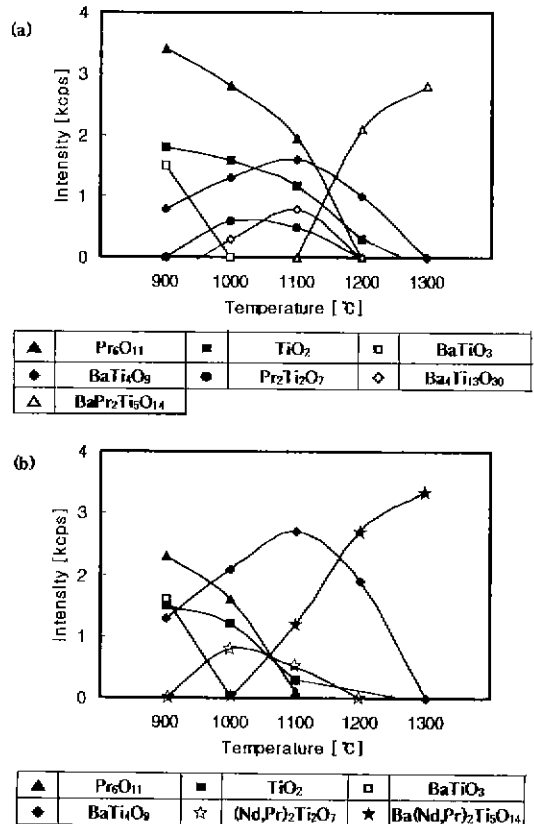 (a)
4
3
2
1
0
Intensity [kcps]
900 1000 1100 1200 1300
Temperature [℃]
▲ Pr₆O₁₁ ■ TiO₂ □ BaTiO₃
◆ BaTi₄O₉ ● Pr₂Ti₂O₇ ◇ Ba₄Ti₁₃O₃₀
△ BaPr₂Ti₅O₁₄
(b)
4
3
2
1
0
Intensity [kcps]
900 1000 1100 1200 1300
Temperature [℃]
▲ Pr₆O₁₁ ■ TiO₂ □ BaTiO₃
◆ BaTi₄O₉ ☆ (Nd,Pr)₂Ti₂O₇ ★ Ba(Nd,Pr)₂Ti₅O₁₄